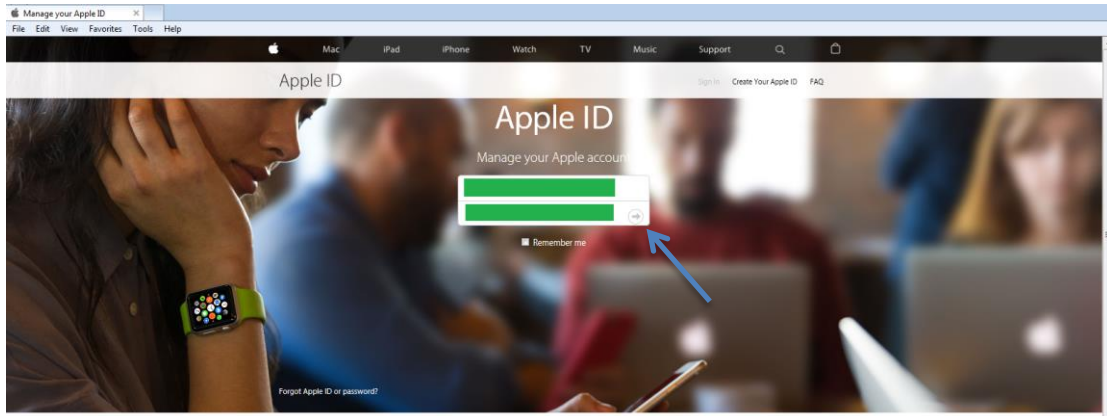 Manage your Apple ID
File Edit View Favorites Tools Help
Mac iPad iPhone Watch TV Music Support
Apple ID
Sign In Create Your Apple ID FAQ
Apple ID
Manage your Apple account
Remember me
Forgot Apple ID or password?